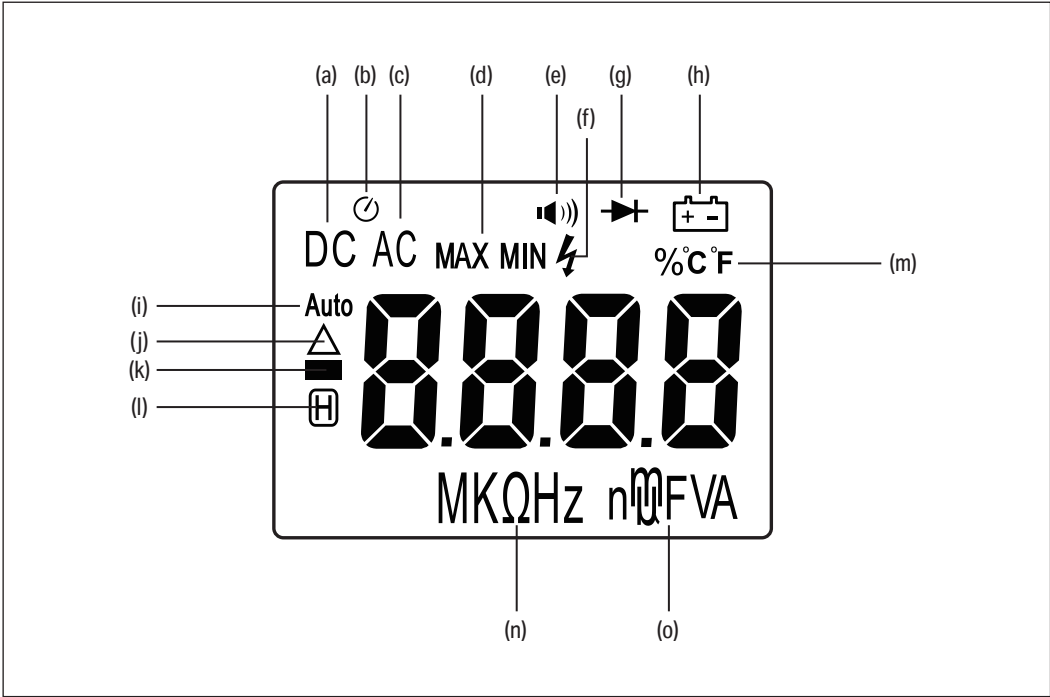 (a) (b) (c) (d) (e) (g) (h)
(f)
+ -
DC AC MAX MIN %°C°F (m)
(i) Auto
(j)
(k)
(l) H
8.8.8.8
MKΩHz nmµFVA
(n) (o)